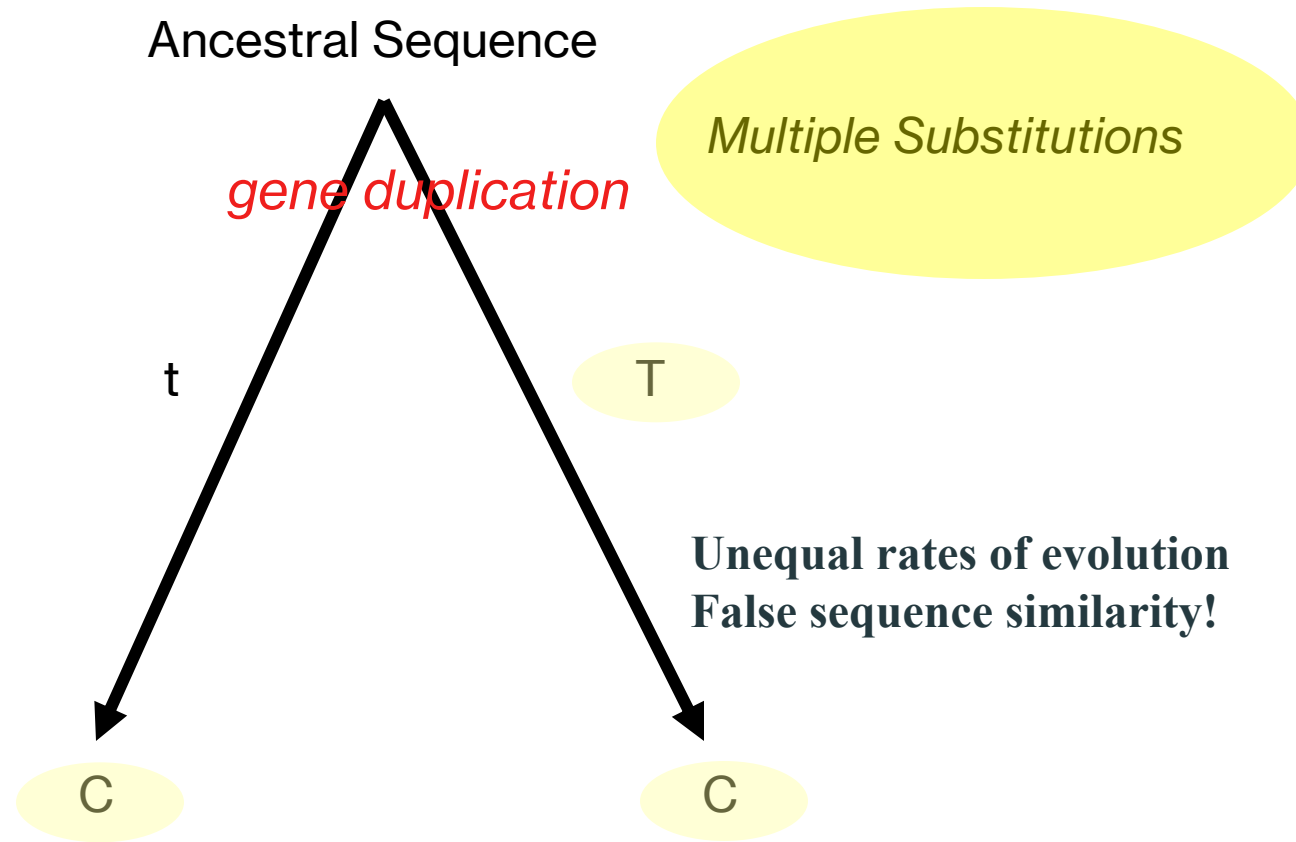 Ancestral Sequence
Multiple Substitutions
gene duplication
t
T
Unequal rates of evolution
False sequence similarity!
C
C